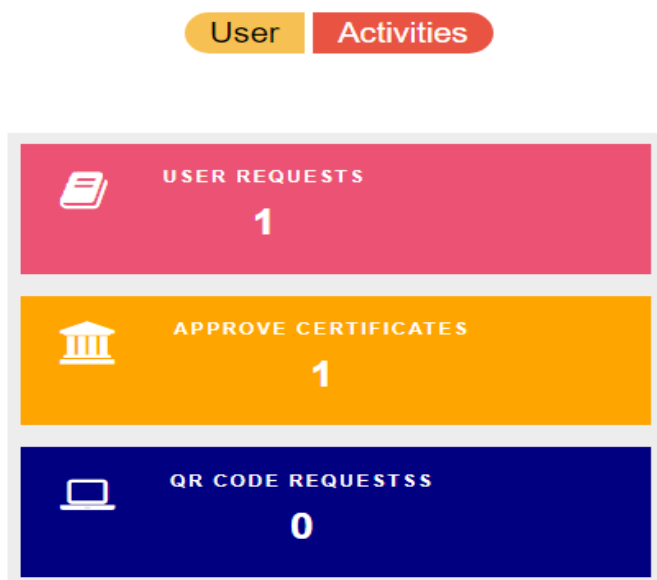 User Activities
USER REQUESTS
1
APPROVE CERTIFICATES
1
QR CODE REQUESTSS
0